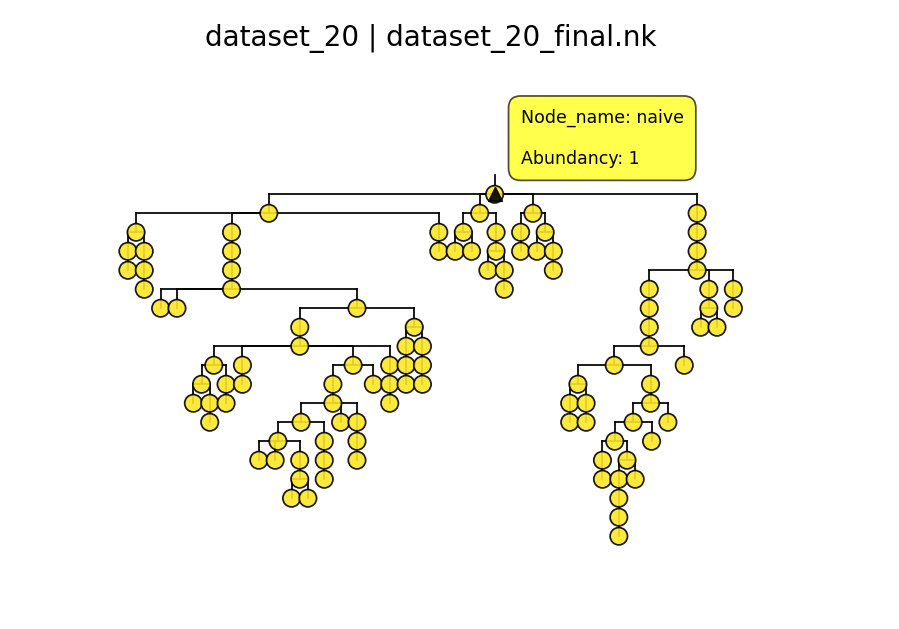 dataset_20 | dataset_20_final.nk
Node_name: naive
Abundancy: 1